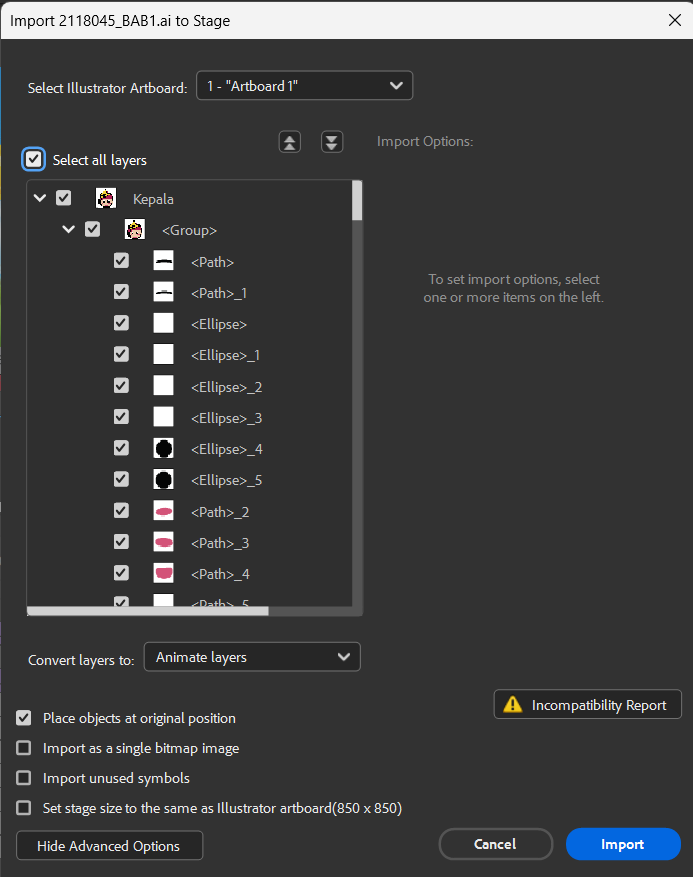 Import 2118045_BAB1.ai to Stage
Select Illustrator Artboard:
1 - "Artboard 1"
Import Options:
Select all layers
Kepala
<Group>
<Path>
<Path>_1
<Ellipse>
<Ellipse>_1
<Ellipse>_2
<Ellipse>_3
<Ellipse>_4
<Ellipse>_5
<Path>_2
<Path>_3
<Path>_4
<Path>_5
To set import options, select
one or more items on the left.
Convert layers to:
Animate layers
Incompatibility Report
Place objects at original position
Import as a single bitmap image
Import unused symbols
Set stage size to the same as Illustrator artboard(850 x 850)
Hide Advanced Options
Cancel
Import